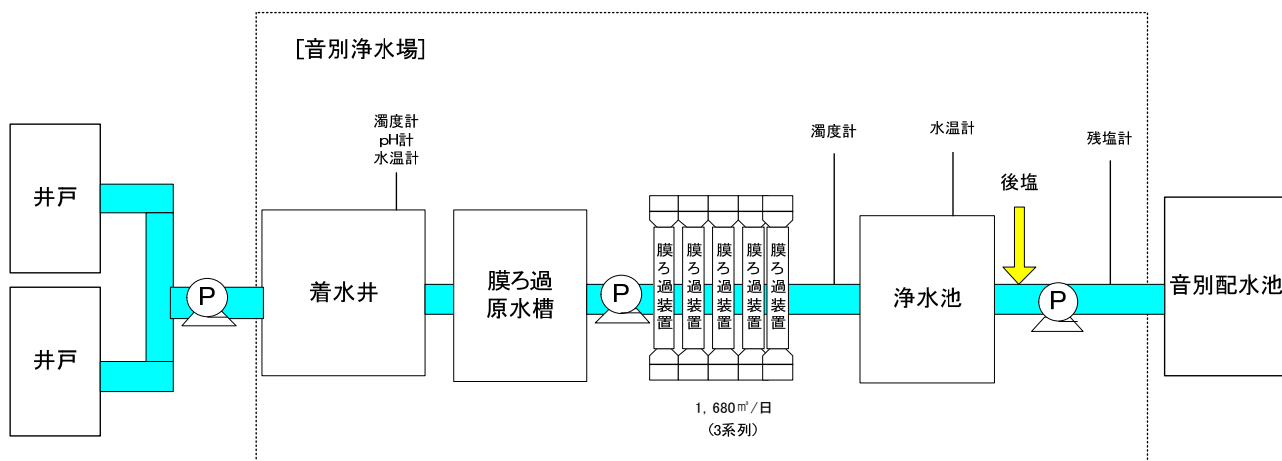 [音別浄水場]
濁度計
pH計
水温計
濁度計
水温計
残塩計
後塩
井戸
井戸
P
着水井
膜ろ過
原水槽
P
膜ろ過装置
膜ろ過装置
膜ろ過装置
膜ろ過装置
膜ろ過装置
浄水池
P
音別配水池
1,680㎥/日
(3系列)